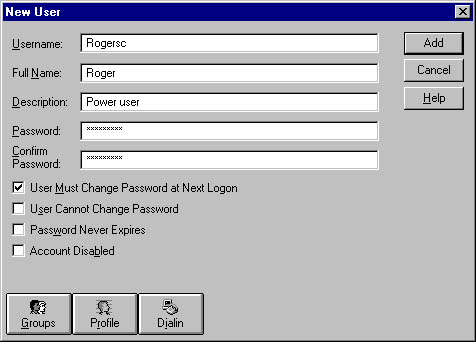 New User
Username: Rogersc
Add
Full Name: Roger
Cancel
Description: Power user
Help
Password: *********
Confirm
Password: *********
User Must Change Password at Next Logon
User Cannot Change Password
Password Never Expires
Account Disabled
Groups Profile Dialin